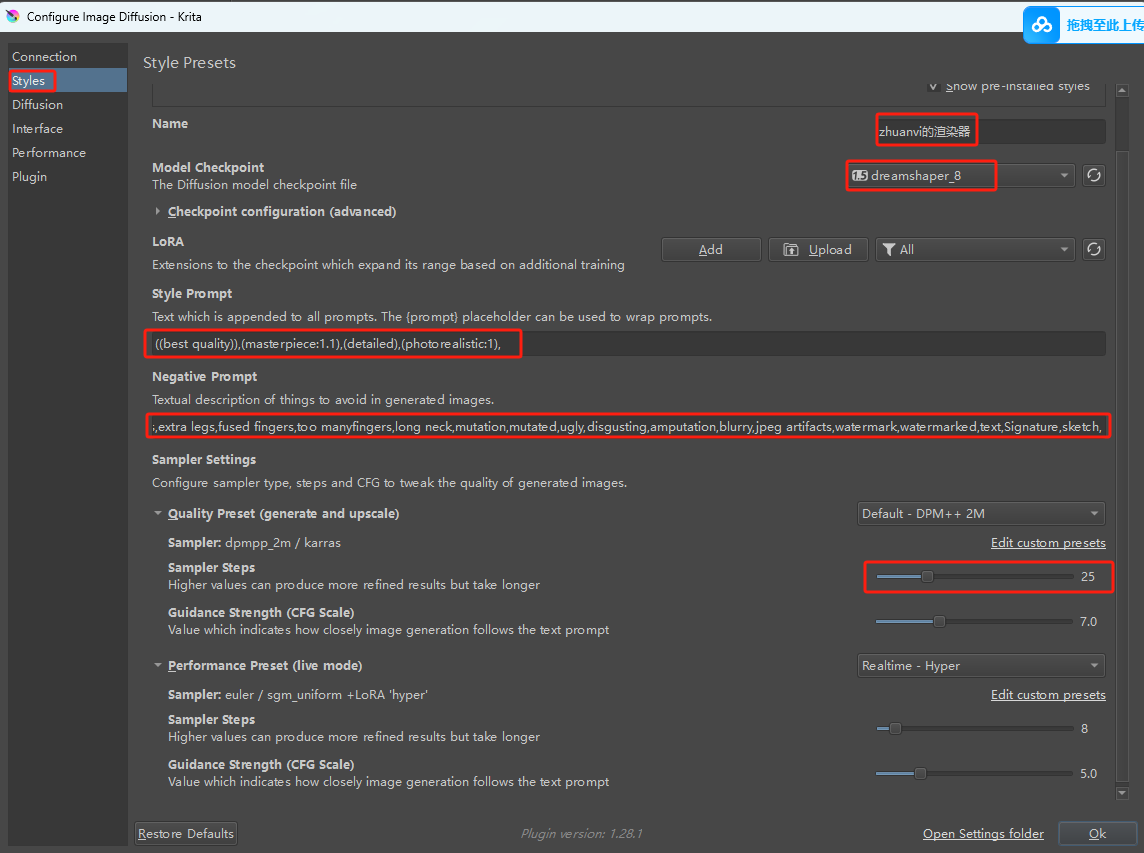 Configure Image Diffusion - Krita
拖拽至此上传
Connection
Styles
Diffusion
Interface
Performance
Plugin
Style Presets
Show pre-installed styles
Name
zhuanvi的渲染器
Model Checkpoint
The Diffusion model checkpoint file
1.5 dreamshaper_8
Checkpoint configuration (advanced)
LoRA
Extensions to the checkpoint which expand its range based on additional training
Add
Upload
All
Style Prompt
Text which is appended to all prompts. The {prompt} placeholder can be used to wrap prompts.
((best quality)),(masterpiece:1.1),(detailed),(photorealistic:1),
Negative Prompt
Textual description of things to avoid in generated images.
,extra legs,fused fingers,too manyfingers,long neck,mutation,mutated,ugly,disgusting,amputation,blurry,jpeg artifacts,watermark,watermarked,text,Signature,sketch,
Sampler Settings
Configure sampler type, steps and CFG to tweak the quality of generated images.
Quality Preset (generate and upscale)
Default - DPM++ 2M
Sampler: dpmpp_2m / karras
Edit custom presets
Sampler Steps
Higher values can produce more refined results but take longer
25
Guidance Strength (CFG Scale)
Value which indicates how closely image generation follows the text prompt
7.0
Performance Preset (live mode)
Realtime - Hyper
Sampler: euler / sgm_uniform +LoRA 'hyper'
Edit custom presets
Sampler Steps
Higher values can produce more refined results but take longer
8
Guidance Strength (CFG Scale)
Value which indicates how closely image generation follows the text prompt
5.0
Restore Defaults
Plugin version: 1.28.1
Open Settings folder
Ok